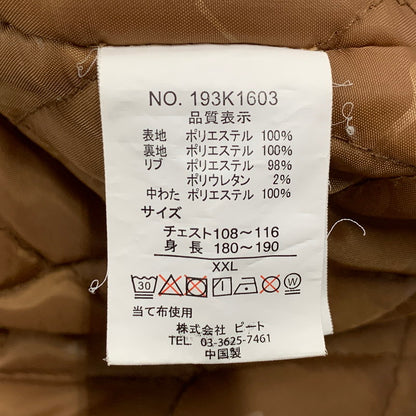 NO. 193K1603
品質表示
表地 ポリエステル 100%
裏地 ポリエステル 100%
リブ ポリエステル 98%
ポリウレタン 2%
中わた ポリエステル 100%
サイズ
チェスト108～116
身長 180～190
XXL
30 W
当て布使用
株式会社 ビート
TEL. 03-3625-7461
中国製